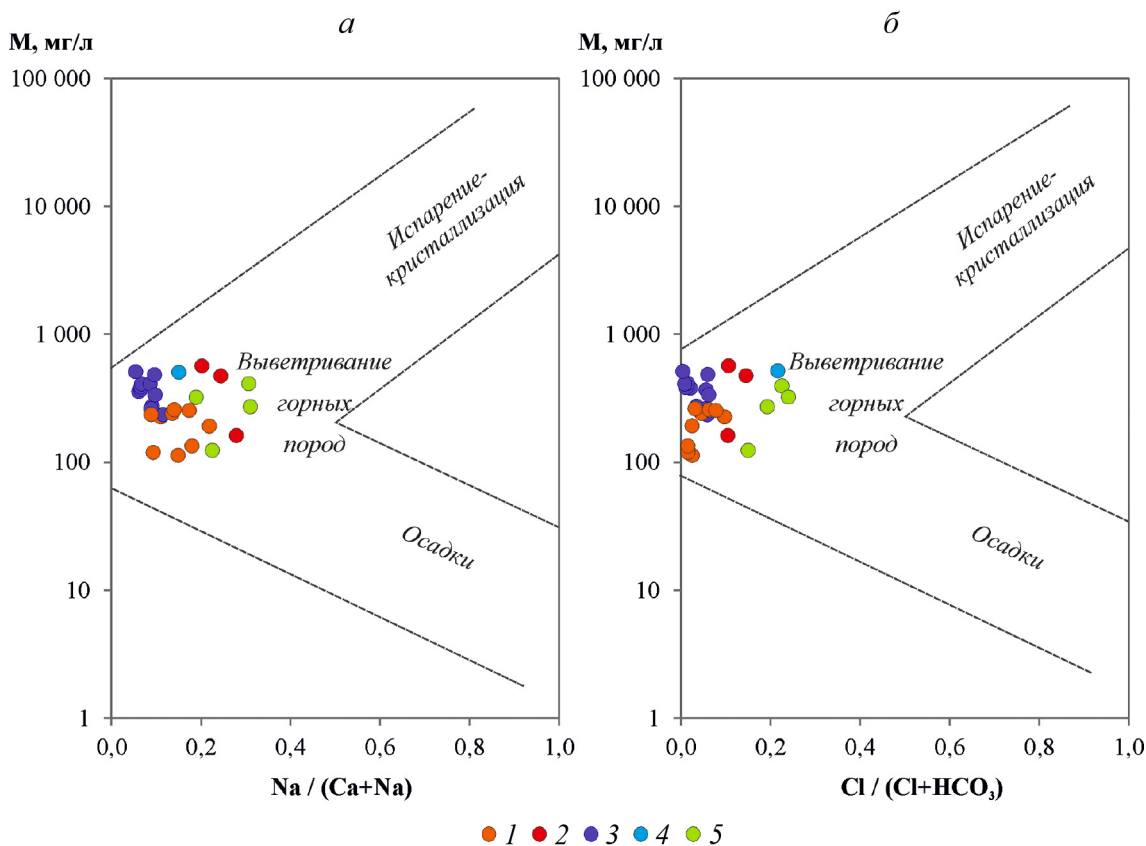 а
М, мг/л
100 000
10 000
1 000
100
10
1
0,0
0,2
0,4
0,6
0,8
1,0
Na / (Ca+Na)
Испарение-
кристаллизация
Выветривание
горных
пород
Осадки
б
М, мг/л
100 000
10 000
1 000
100
10
1
0,0
0,2
0,4
0,6
0,8
1,0
Cl / (Cl+HCO₃)
Испарение-
кристаллизация
Выветривание
горных
пород
Осадки
1 2 3 4 5